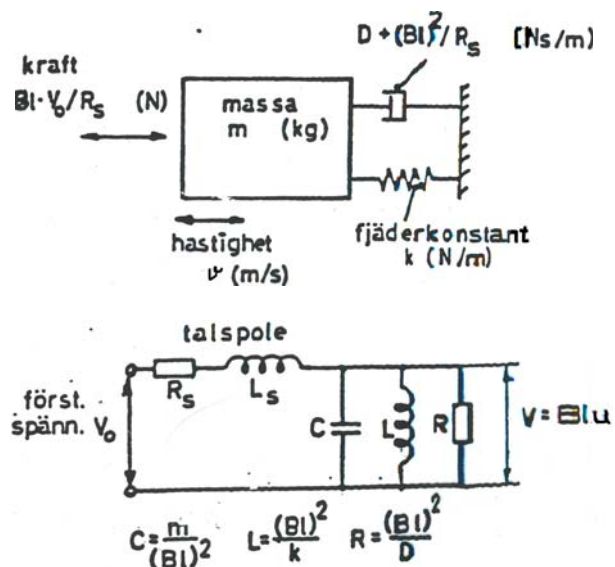 D + (Bl)²/R_S [Ns/m]
kraft
Bl·V₀/R_S (N)
massa
m (kg)
hastighet
v (m/s)
fjäderkonstant
k (N/m)
talspole
R_S
L_S
först.
spänn. V₀
C
L
R
V = Blu
C = m/(Bl)² L = (Bl)²/k R = (Bl)²/D